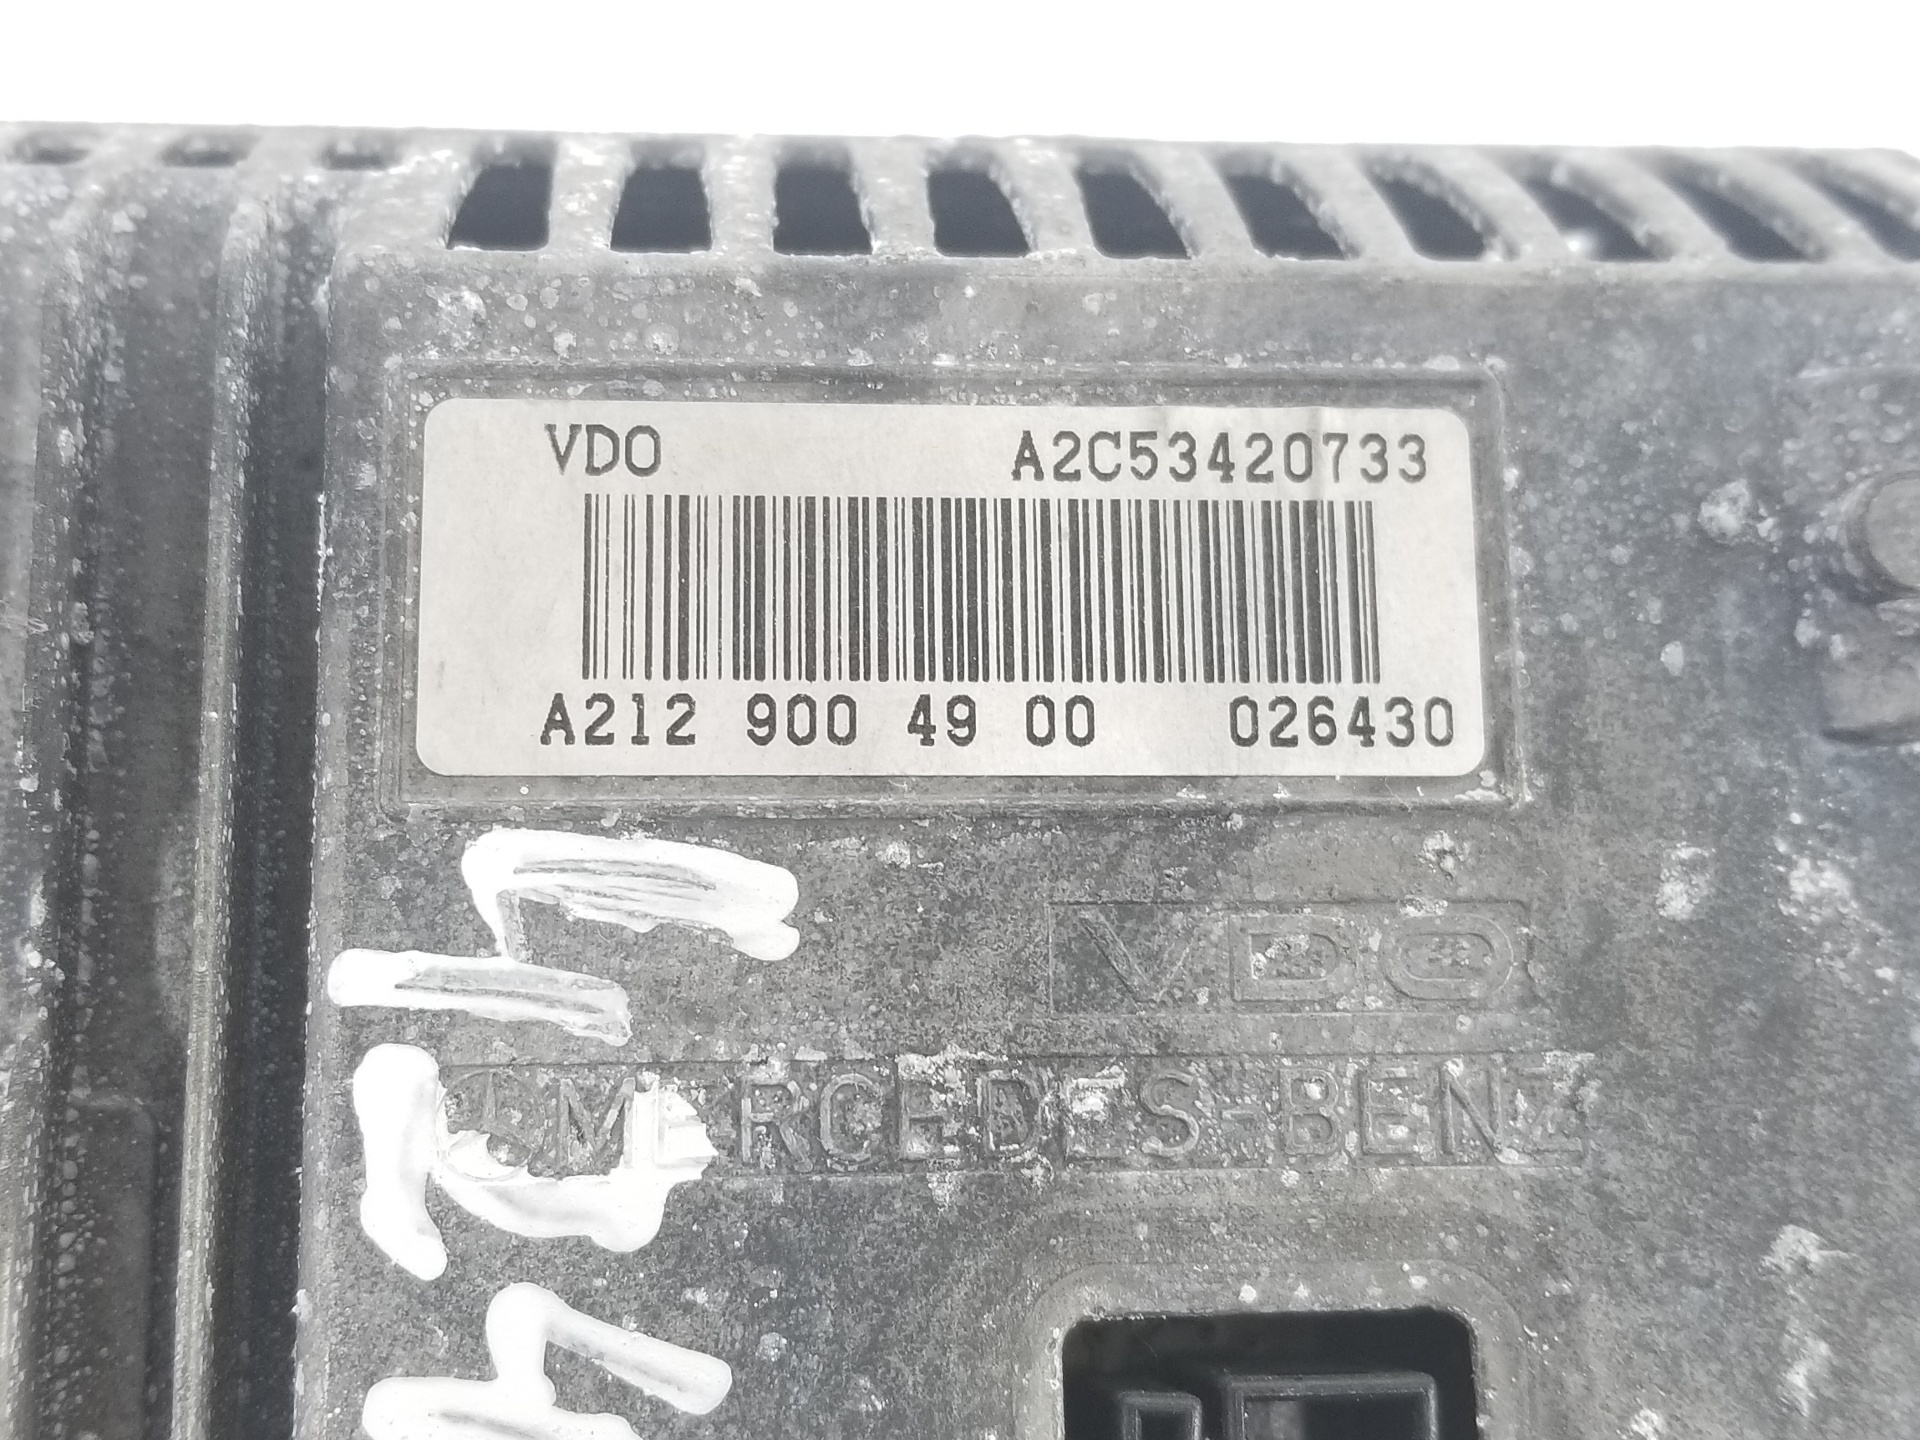 VDO A2C53420733
A212 900 49 00 026430
VDO
MERCEDES-BENZ